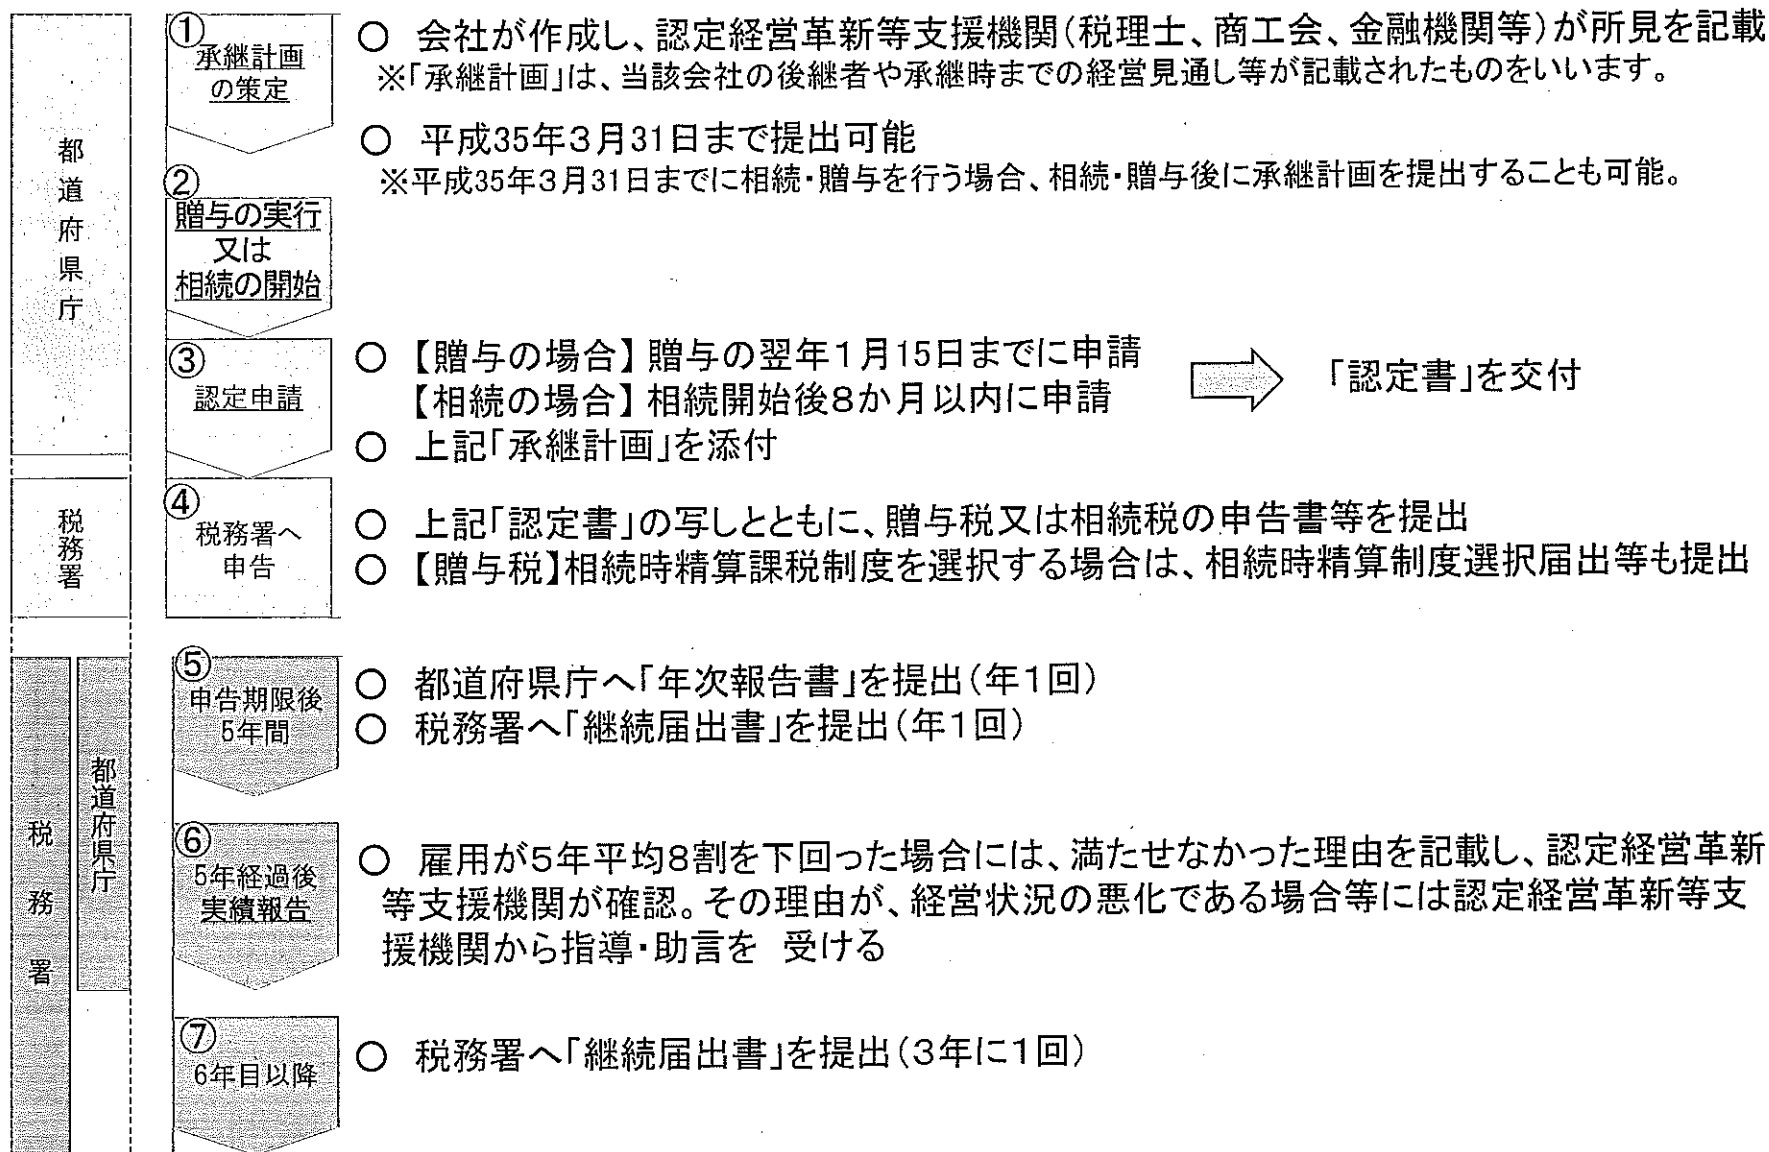 都道府県庁
①
承継計画
の策定
○ 会社が作成し、認定経営革新等支援機関(税理士、商工会、金融機関等)が所見を記載
※「承継計画」は、当該会社の後継者や承継時までの経営見通し等が記載されたものをいいます。
○ 平成35年3月31日まで提出可能
※平成35年3月31日までに相続・贈与を行う場合、相続・贈与後に承継計画を提出することも可能。
②
贈与の実行
又は
相続の開始
③
認定申請
○ 【贈与の場合】贈与の翌年1月15日までに申請
【相続の場合】相続開始後8か月以内に申請
「認定書」を交付
○ 上記「承継計画」を添付
税務署
④
税務署へ
申告
○ 上記「認定書」の写しとともに、贈与税又は相続税の申告書等を提出
○ 【贈与税】相続時精算課税制度を選択する場合は、相続時精算制度選択届出等も提出
税務署
都道府県庁
⑤
申告期限後
5年間
○ 都道府県庁へ「年次報告書」を提出(年1回)
○ 税務署へ「継続届出書」を提出(年1回)
⑥
5年経過後
実績報告
○ 雇用が5年平均8割を下回った場合には、満たせなかった理由を記載し、認定経営革新
等支援機関が確認。その理由が、経営状況の悪化である場合等には認定経営革新等支
援機関から指導・助言を 受ける
⑦
6年目以降
○ 税務署へ「継続届出書」を提出(3年に1回)